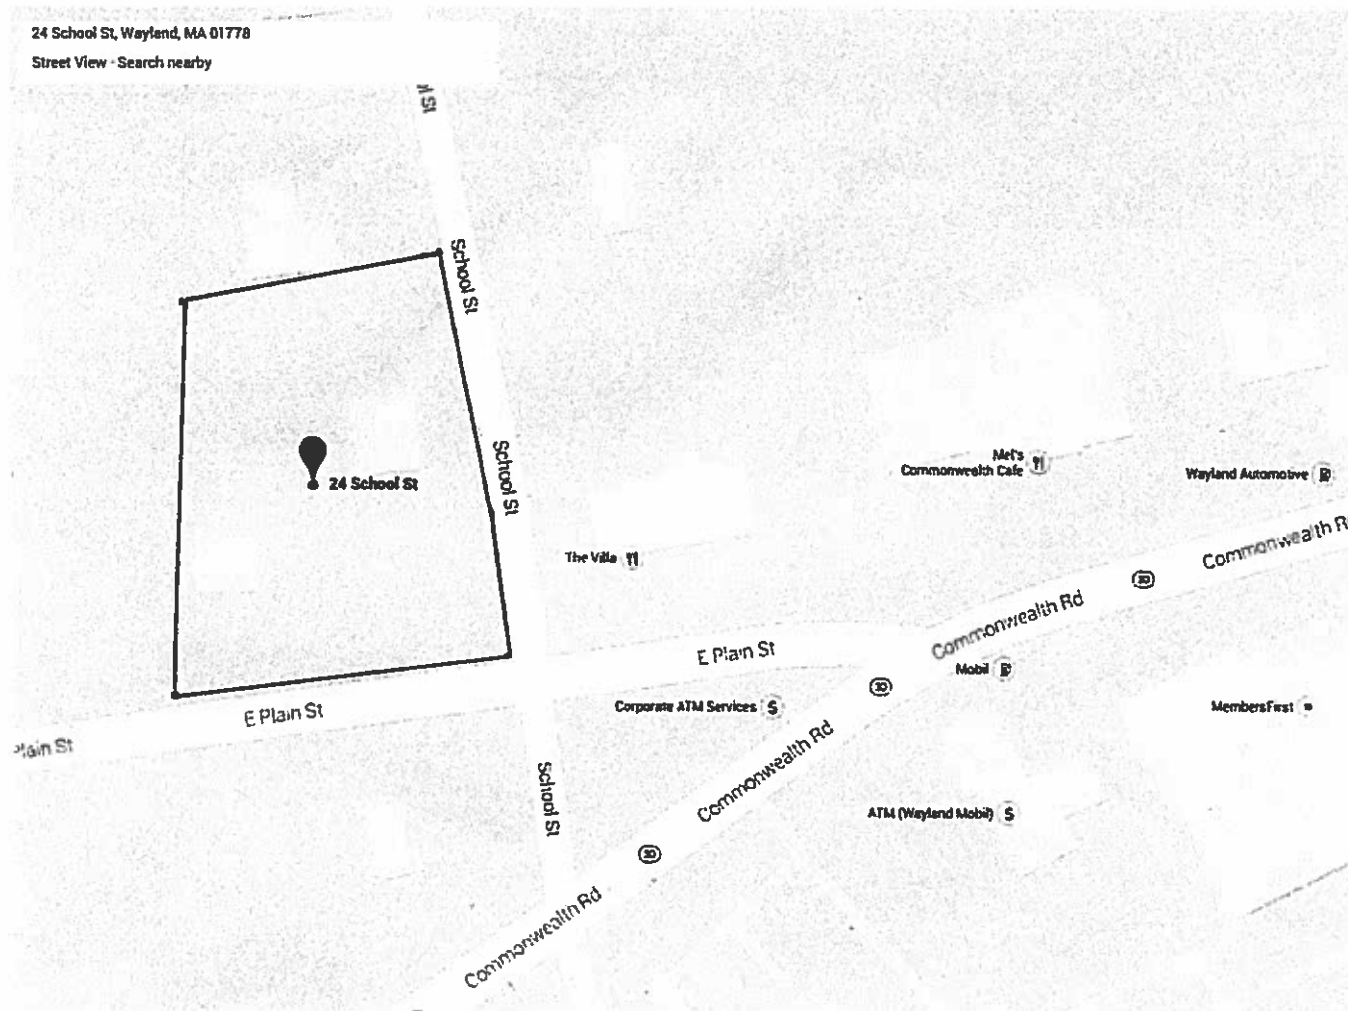 24 School St, Wayland, MA 01778
Street View · Search nearby
l St
School St
School St
24 School St
Mel's
Commonwealth Cafe
Wayland Automotive
The Villa
Commonwealth R
30
Commonwealth Rd
E Plain St
Mobil
30
Corporate ATM Services
$
MembersFirst
E Plain St
Plain St
Commonwealth Rd
School St
ATM (Wayland Mobil)
$
30
Commonwealth Rd